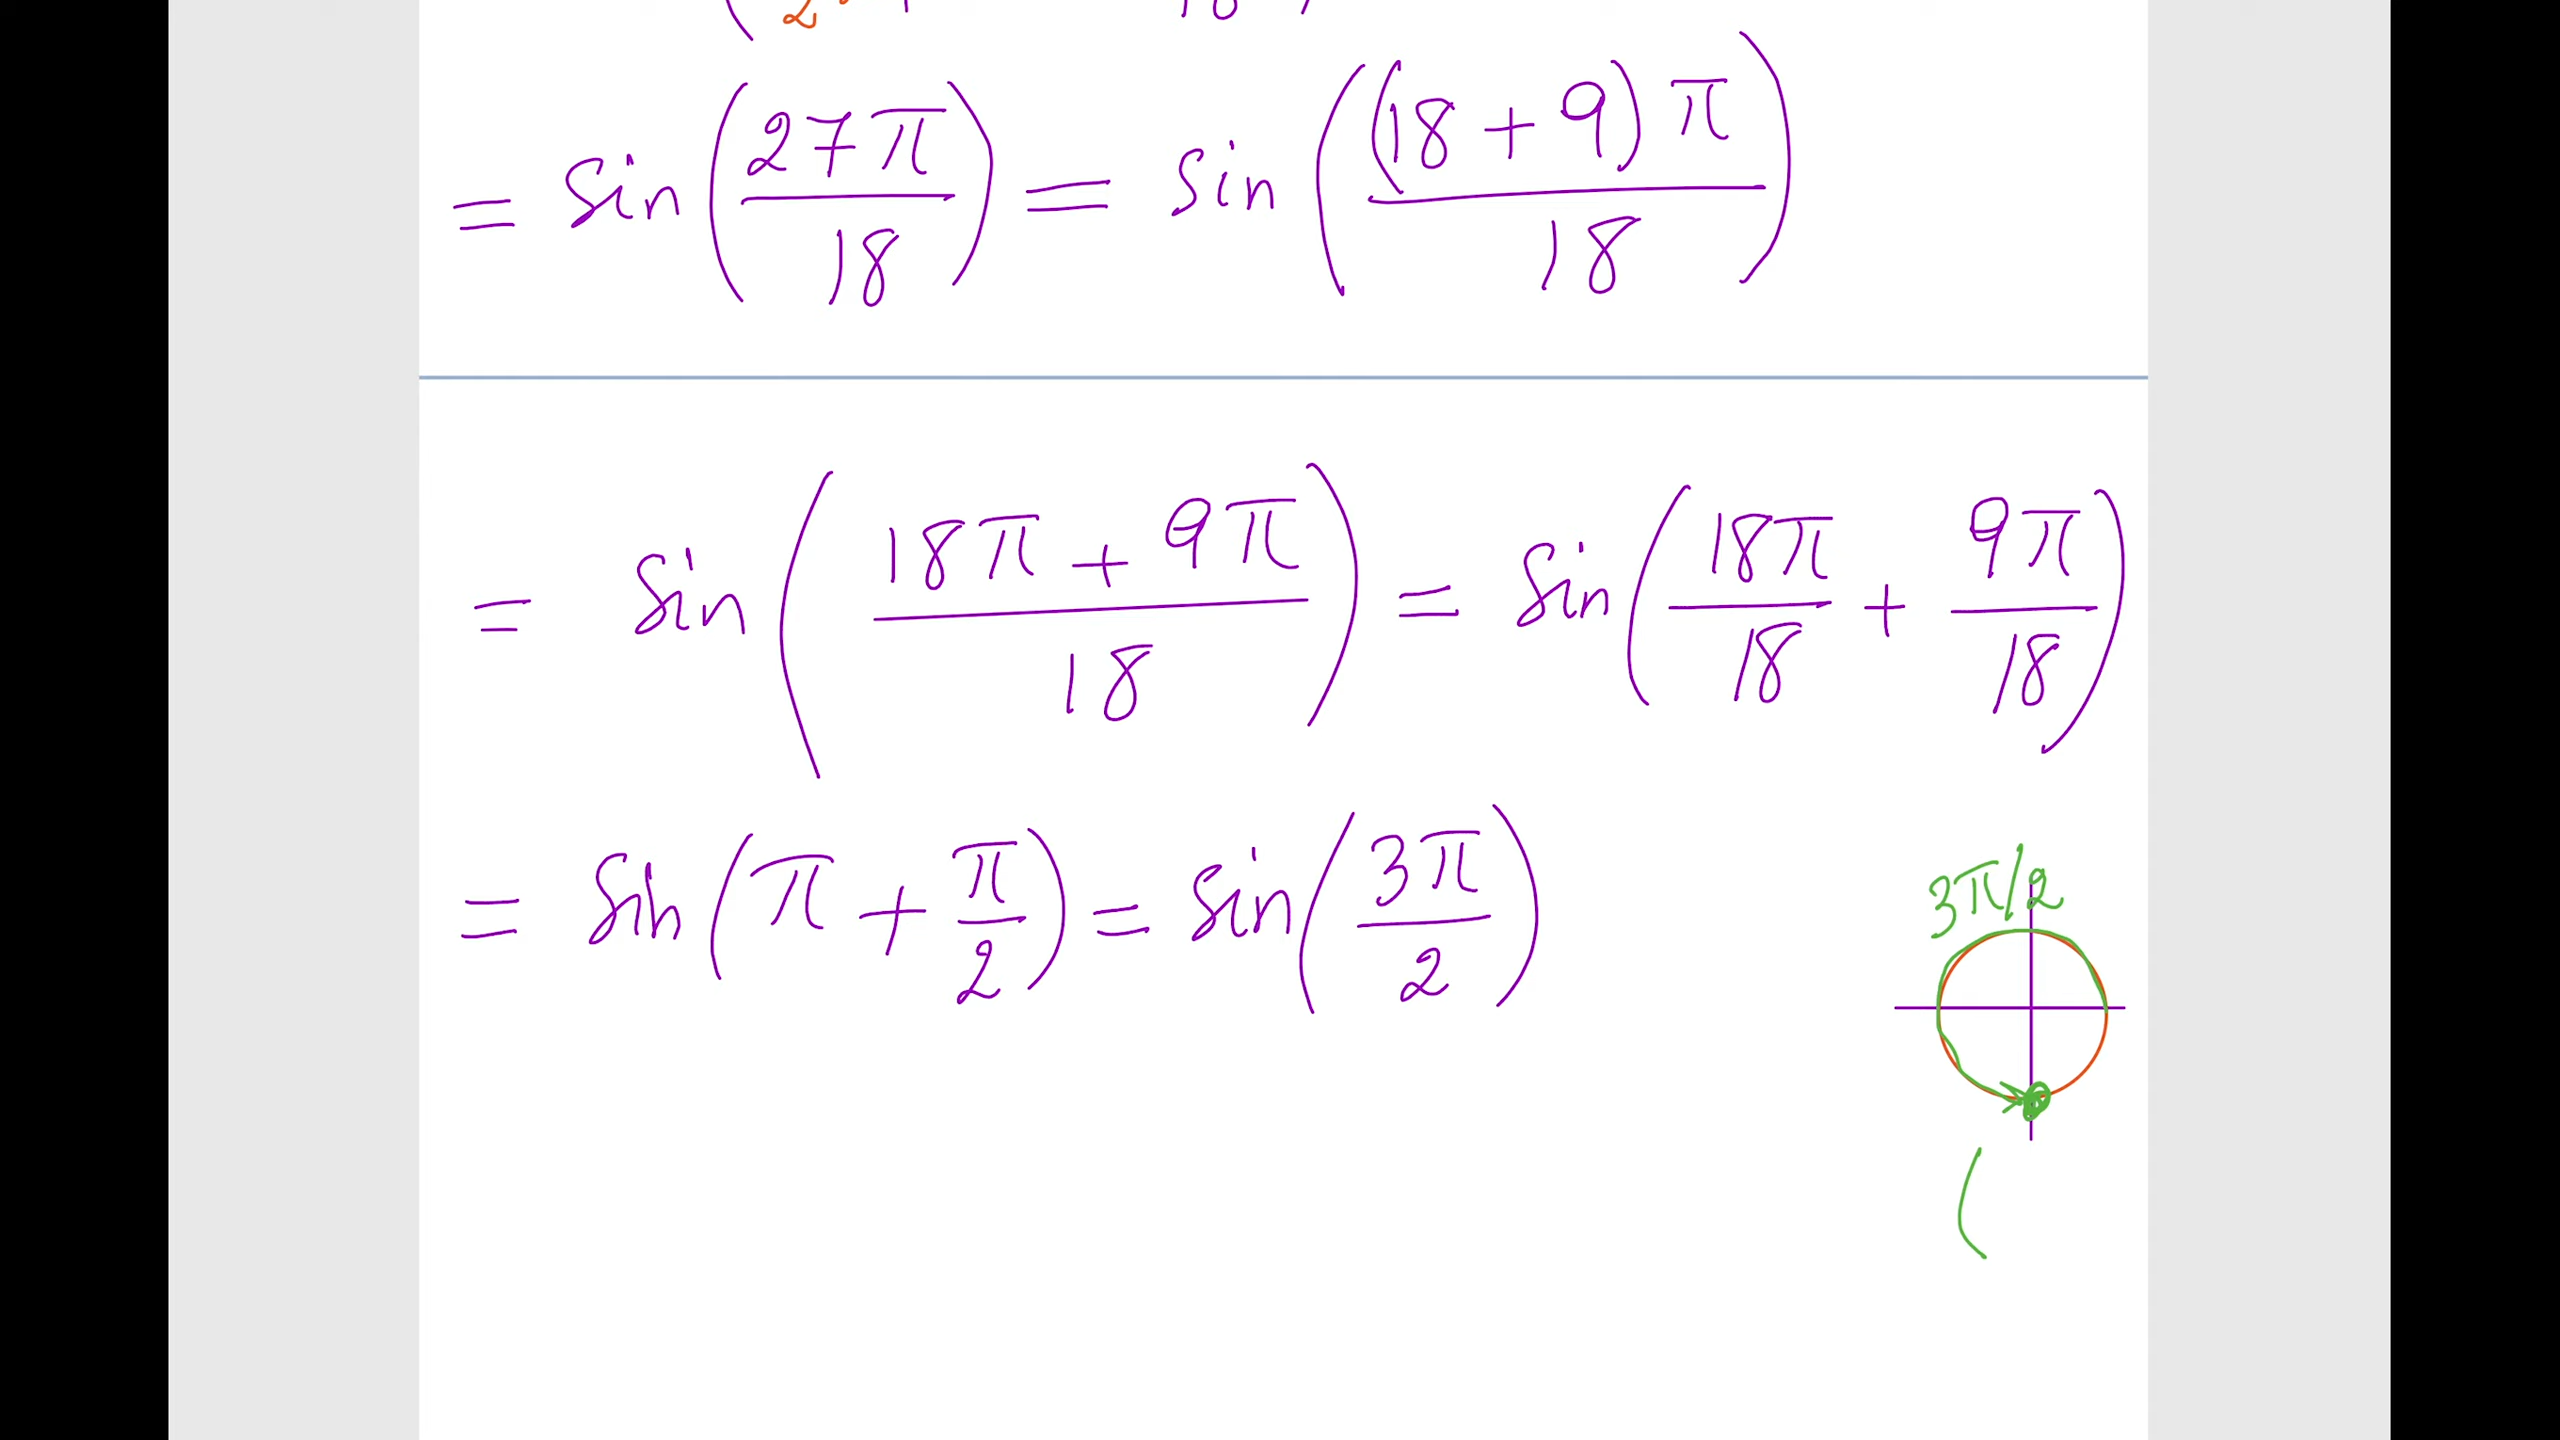 = sin(27π/18) = sin((18+9)π/18)
= sin((18π + 9π)/18) = sin(18π/18 + 9π/18)
= sin(π + π/2) = sin(3π/2)
3π/2
(